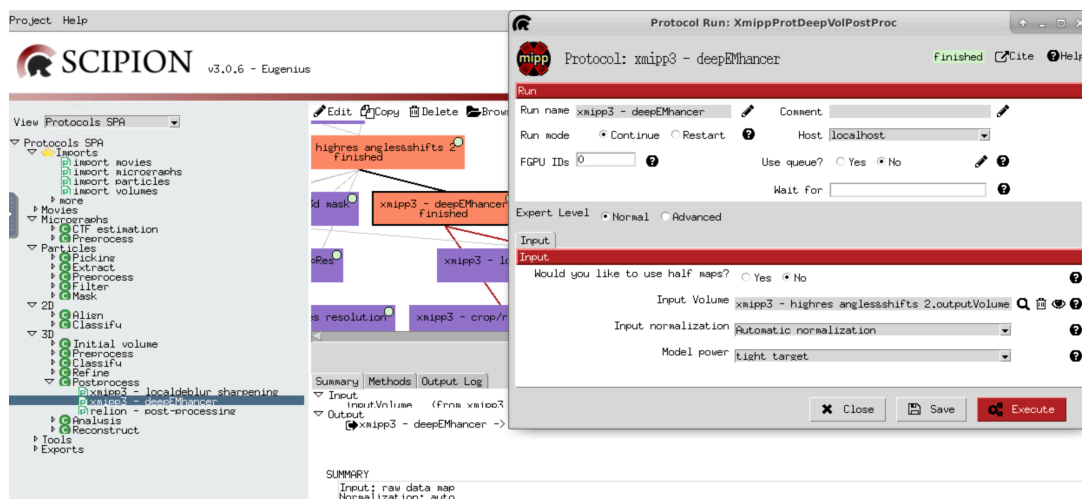 Project Help
SCIPION v3.0.6 - Eugenius
View Protocols SPA
Protocols SPA
Imports
import movies
import micrographs
import particles
import volumes
more
Movies
Micrographs
CTF estimation
Preprocess
Particles
Picking
Extract
Preprocess
Filter
Mask
2D
Align
Classify
3D
Initial volume
Preprocess
Classify
Refine
Postprocess
xmipp3 - localdeblur sharpening
xmipp3 - deepEMhancer
relion - post-processing
Analysis
Reconstruct
Tools
Exports
Edit Copy Delete Brow
highres angles&shifts 2
finished
d mask
xmipp3 - deepEMhancer
finished
oRes
xmipp3 - lo
es resolution
xmipp3 - crop/r
Summary Methods Output Log
Input
inputVolume (from xmipp3
Output
xmipp3 - deepEMhancer ->
SUMMARY
Input: raw data map
Normalization: auto
Protocol Run: XmippProtDeepVolPostProc
mipp
Protocol: xmipp3 - deepEMhancer
finished Cite Help
Run
Run name xmipp3 - deepEMhancer Comment
Run mode Continue Restart Host localhost
FGPU IDs 0 Use queue? Yes No
Wait for
Expert Level Normal Advanced
Input
Input
Would you like to use half maps? Yes No
Input Volume xmipp3 - highres angles&shifts 2.outputVolume
Input normalization Automatic normalization
Model power tight target
Close Save Execute